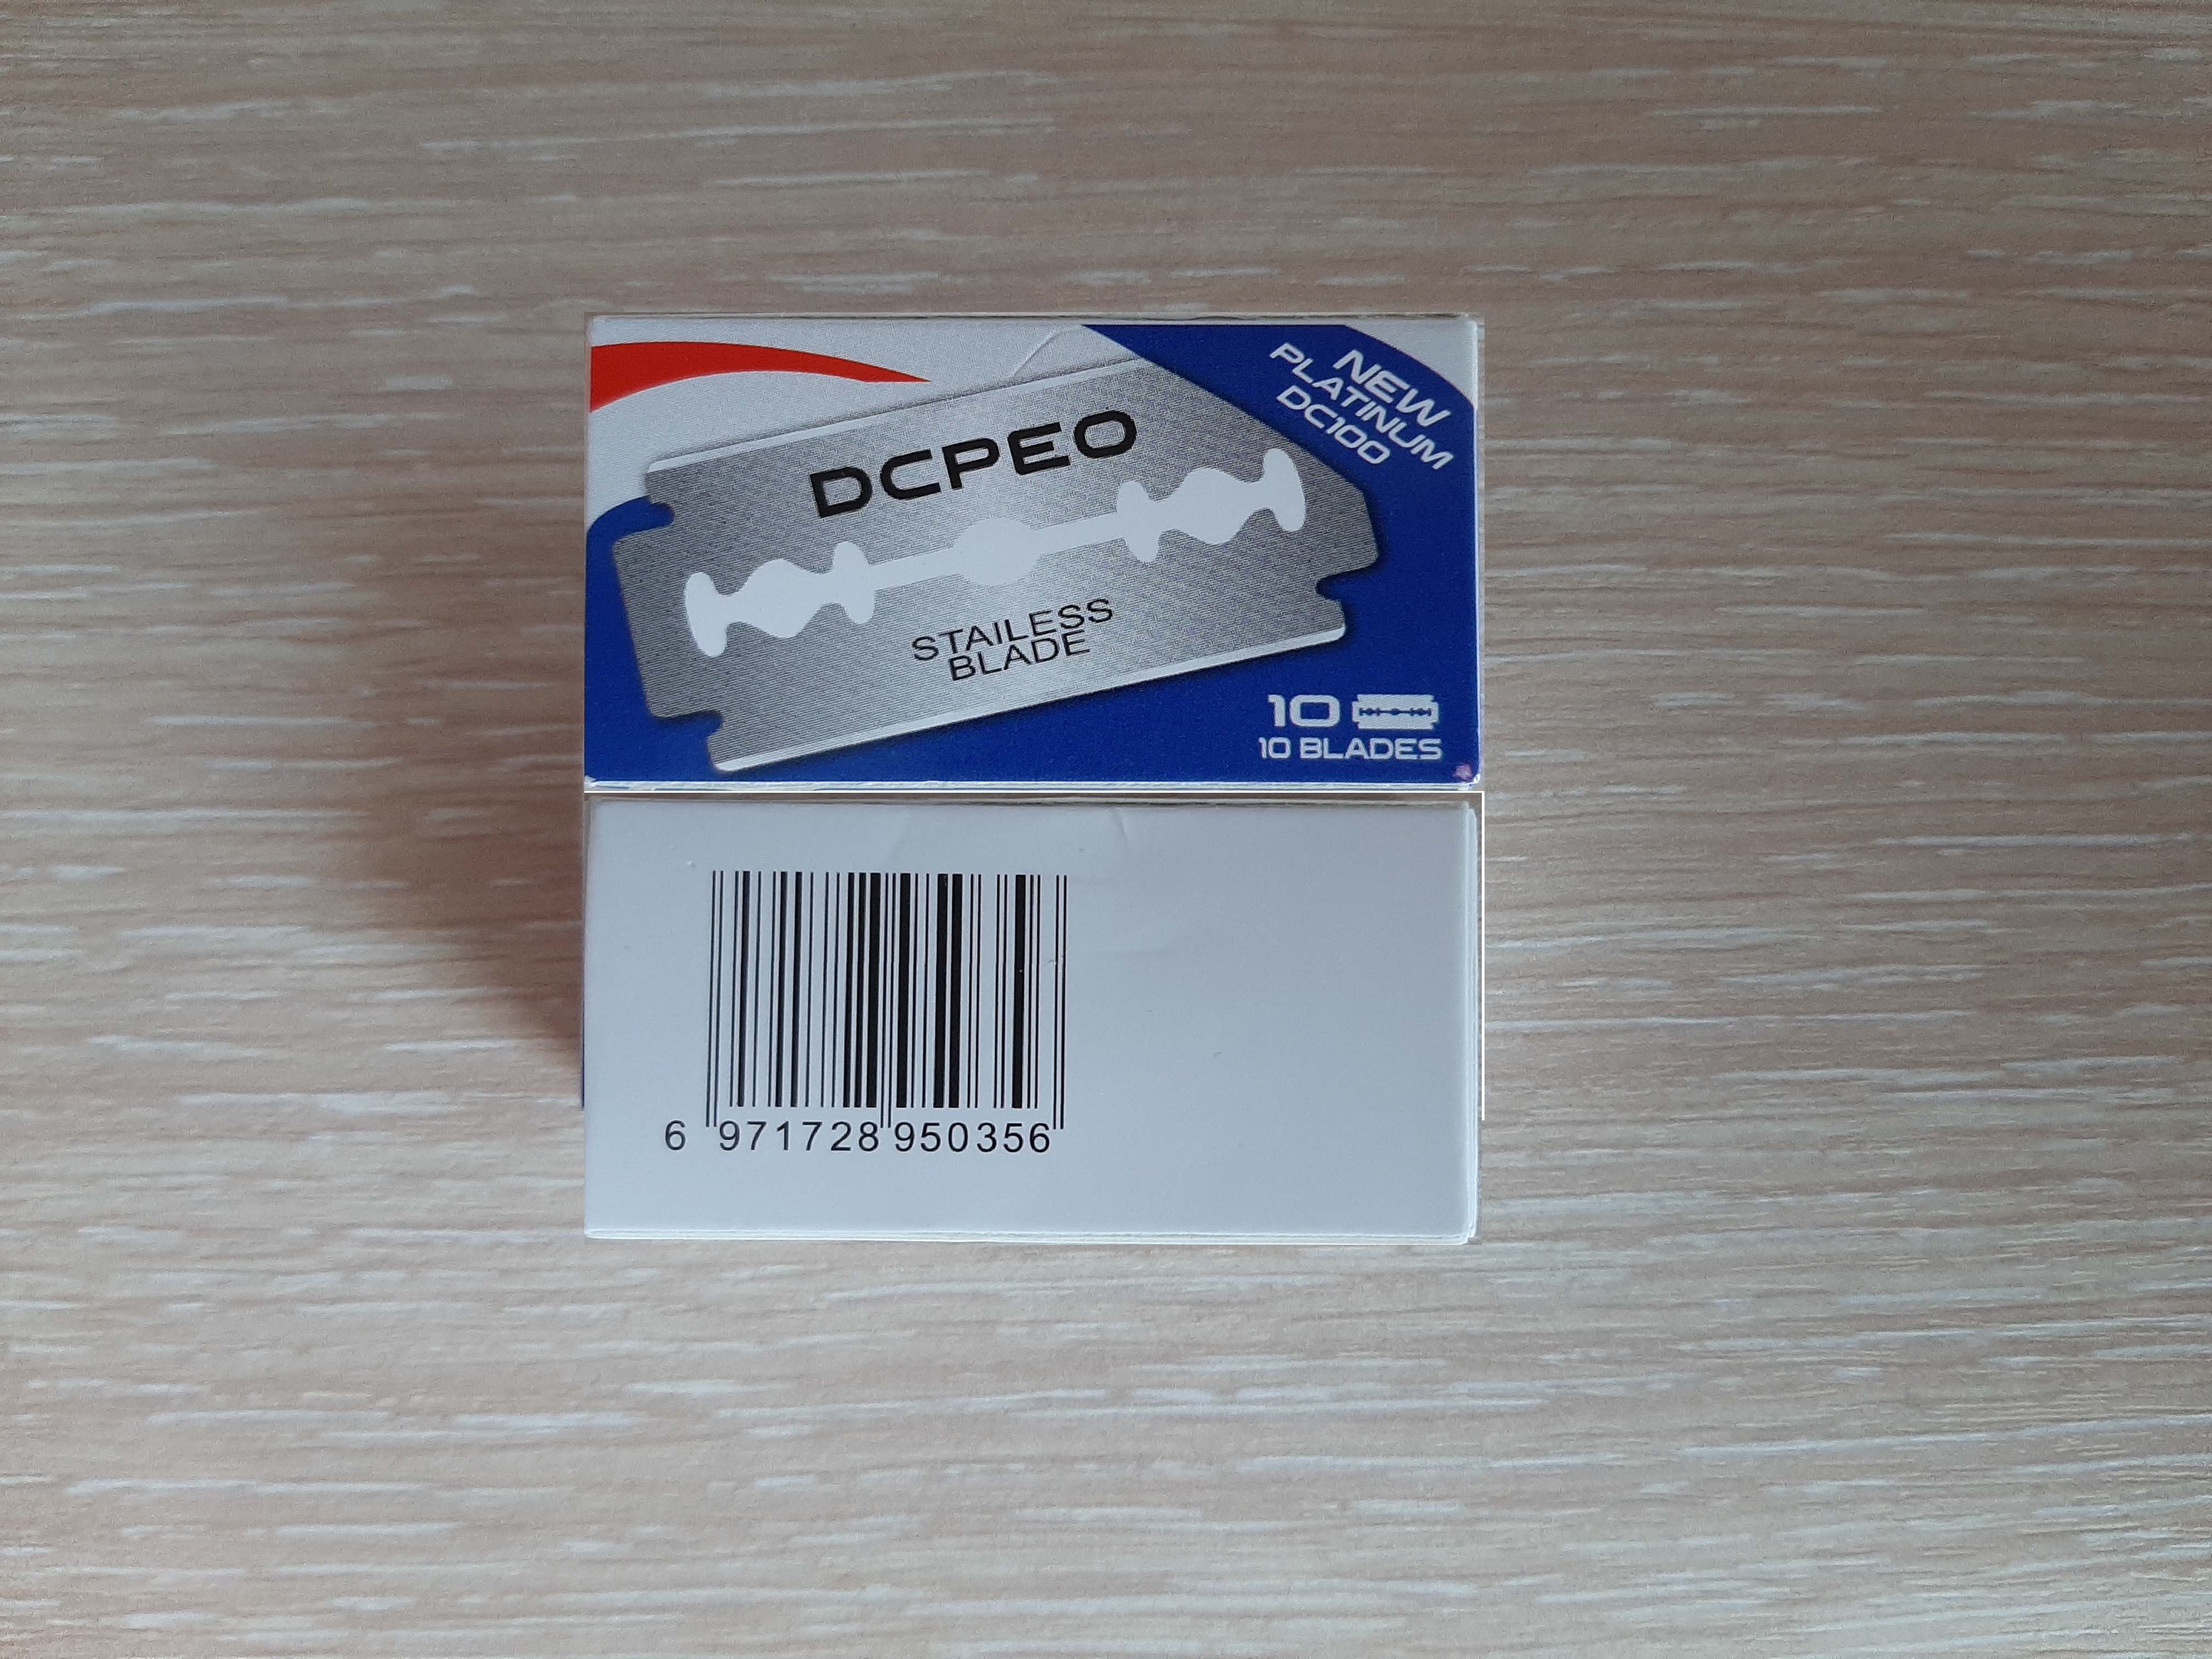 NEW
PLATINUM
DC100
DCPEO
STAILESS
BLADE
10
10 BLADES
6 971728 950356